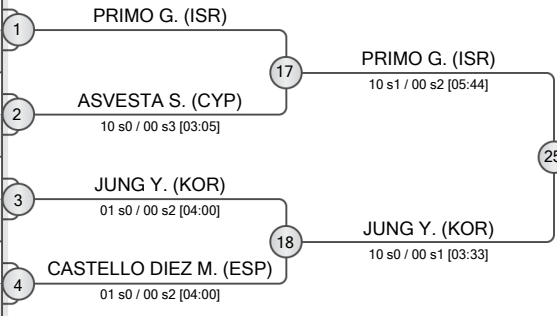 1
PRIMO G. (ISR)
17
PRIMO G. (ISR)
10 s1 / 00 s2 [05:44]
2
ASVESTA S. (CYP)
10 s0 / 00 s3 [03:05]
25
3
JUNG Y. (KOR)
01 s0 / 00 s2 [04:00]
18
JUNG Y. (KOR)
10 s0 / 00 s1 [03:33]
4
CASTELLO DIEZ M. (ESP)
01 s0 / 00 s2 [04:00]